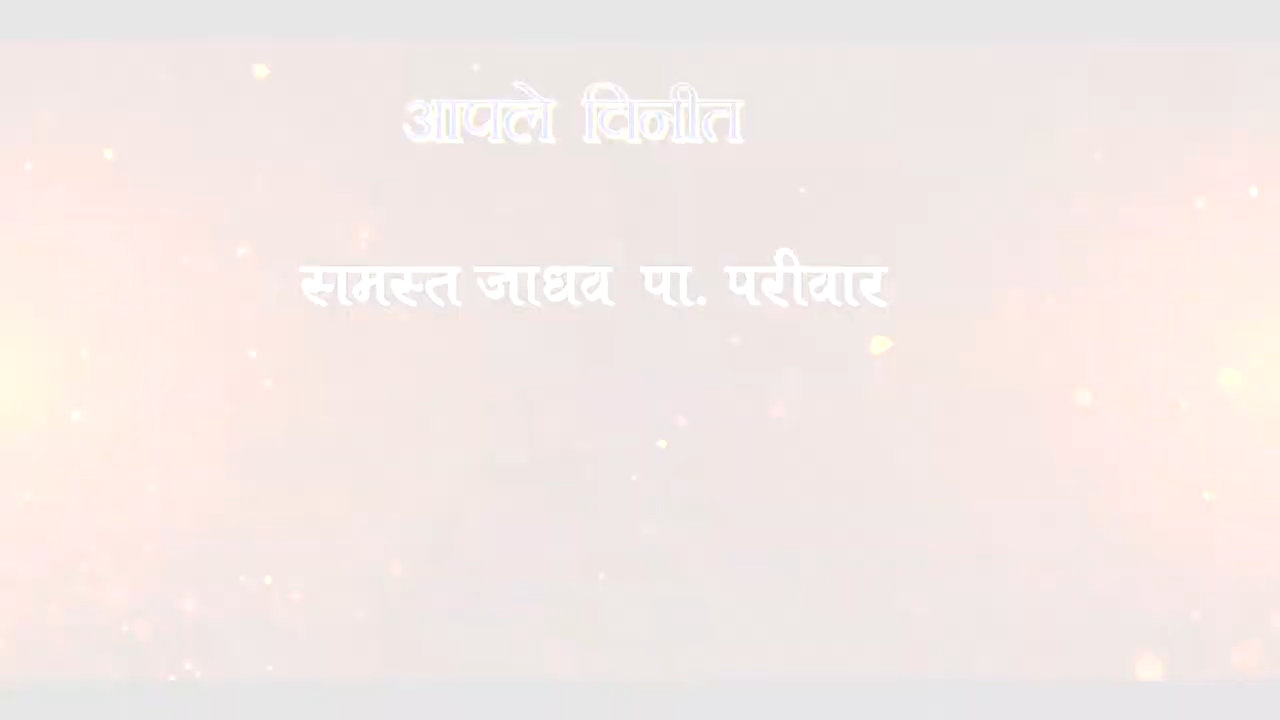 आपले विनीत
समस्त जाधव पा. परीवार